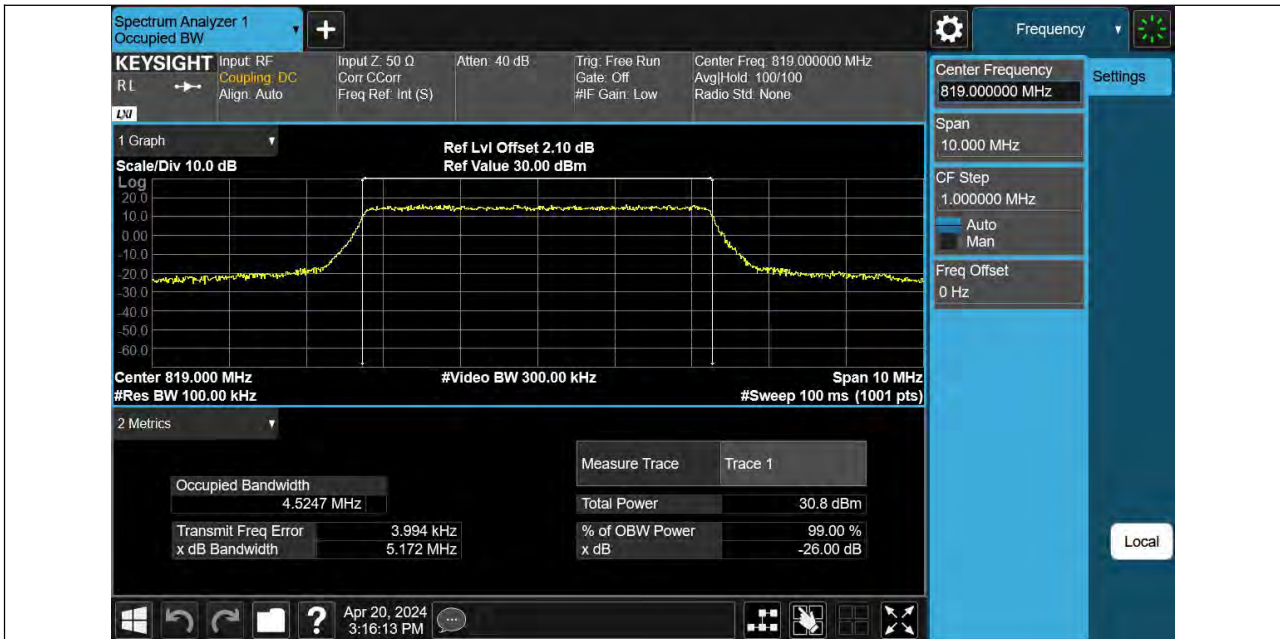 Spectrum Analyzer 1
Occupied BW
+
Frequency
KEYSIGHT
RL
LXI
Input: RF
Coupling: DC
Align: Auto
Input Z: 50 Ω
Corr CCorr
Freq Ref: Int (S)
Atten: 40 dB
Trig: Free Run
Gate: Off
#IF Gain: Low
Center Freq: 819.000000 MHz
Avg|Hold: 100/100
Radio Std: None
Center Frequency
819.000000 MHz
Settings
Span
10.000 MHz
CF Step
1.000000 MHz
Auto
Man
Freq Offset
0 Hz
Local
1 Graph
Scale/Div 10.0 dB
Ref Lvl Offset 2.10 dB
Ref Value 30.00 dBm
Log
20.0
10.0
0.00
-10.0
-20.0
-30.0
-40.0
-50.0
-60.0
Center 819.000 MHz
#Video BW 300.00 kHz
Span 10 MHz
#Res BW 100.00 kHz
#Sweep 100 ms (1001 pts)
2 Metrics
Measure Trace Trace 1
Occupied Bandwidth
4.5247 MHz
Total Power 30.8 dBm
Transmit Freq Error 3.994 kHz
% of OBW Power 99.00 %
x dB Bandwidth 5.172 MHz
x dB -26.00 dB
?
Apr 20, 2024
3:16:13 PM